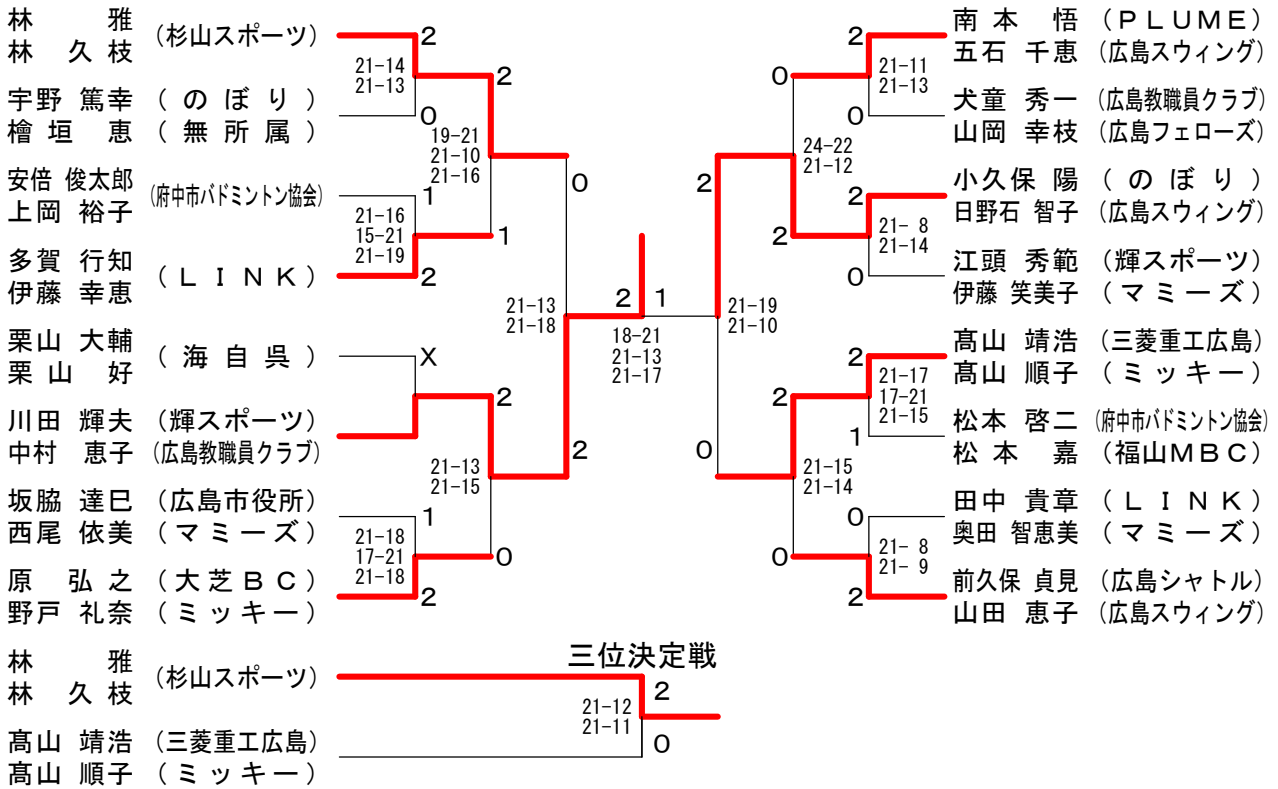 林 雅
林 久枝 (杉山スポーツ)
2
21-14
21-13
2
宇野 篤幸 (のぼり)
檜垣 恵 (無所属)
0
19-21
21-10
21-16
0
安倍 俊太郎
上岡 裕子 (府中市バドミントン協会)
1
21-16
15-21
21-19
1
多賀 行知
伊藤 幸恵 (LINK)
2
21-13
21-18
栗山 大輔
栗山 好 (海自呉)
X
2
川田 輝夫 (輝スポーツ)
中村 恵子 (広島教職員クラブ)
21-13
21-15
2
坂脇 達巳 (広島市役所)
西尾 依美 (マミーズ)
1
21-18
17-21
21-18
0
原 弘之 (大芝BC)
野戸 礼奈 (ミッキー)
2
2 1
18-21
21-13
21-17
南本 悟 (PLUME)
五石 千恵 (広島スウィング)
2
21-11
21-13
0
犬童 秀一 (広島教職員クラブ)
山岡 幸枝 (広島フェローズ)
0
24-22
21-12
2
小久保 陽 (のぼり)
日野石 智子 (広島スウィング)
2
21- 8
21-14
2
江頭 秀範 (輝スポーツ)
伊藤 笑美子 (マミーズ)
0
21-19
21-10
髙山 靖浩 (三菱重工広島)
髙山 順子 (ミッキー)
2
21-17
17-21
21-15
2
松本 啓二 (府中市バドミントン協会)
松本 嘉 (福山MBC)
1
0
21-15
21-14
田中 貴章 (LINK)
奥田 智恵美 (マミーズ)
0
21- 8
21- 9
0
前久保 貞見 (広島シャトル)
山田 恵子 (広島スウィング)
2
三位決定戦
林 雅
林 久枝 (杉山スポーツ)
2
21-12
21-11
0
髙山 靖浩 (三菱重工広島)
髙山 順子 (ミッキー)